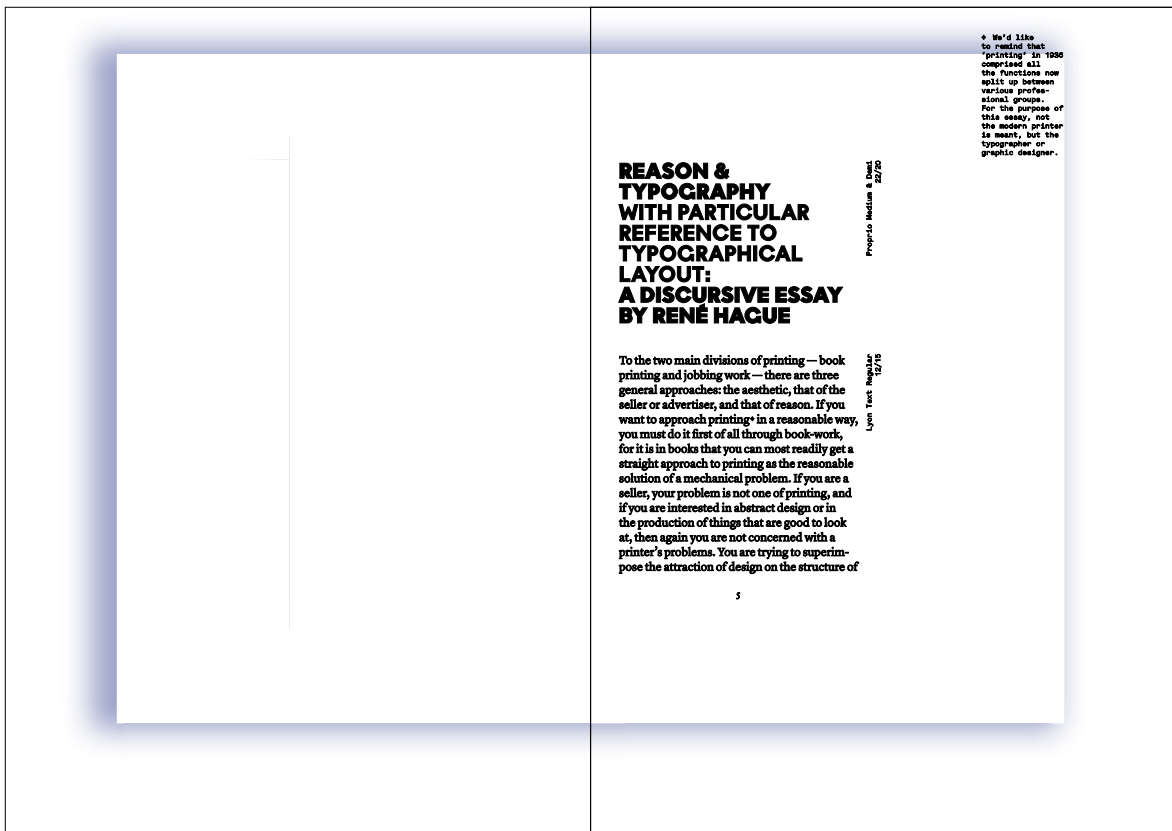 ✦ We’d like
to remind that
‘printing’ in 1936
comprised all
the functions now
split up between
various profes-
sional groups.
For the purpose of
this essay, not
the modern printer
is meant, but the
typographer or
graphic designer.
REASON &
TYPOGRAPHY
WITH PARTICULAR
REFERENCE TO
TYPOGRAPHICAL
LAYOUT:
A DISCURSIVE ESSAY
BY RENÉ HAGUE
Proprio Medium & Demi
22/20
To the two main divisions of printing — book
printing and jobbing work — there are three
general approaches: the aesthetic, that of the
seller or advertiser, and that of reason. If you
want to approach printing✦ in a reasonable way,
you must do it first of all through book-work,
for it is in books that you can most readily get a
straight approach to printing as the reasonable
solution of a mechanical problem. If you are a
seller, your problem is not one of printing, and
if you are interested in abstract design or in
the production of things that are good to look
at, then again you are not concerned with a
printer’s problems. You are trying to superim-
pose the attraction of design on the structure of
Lyon Text Regular
12/15
5